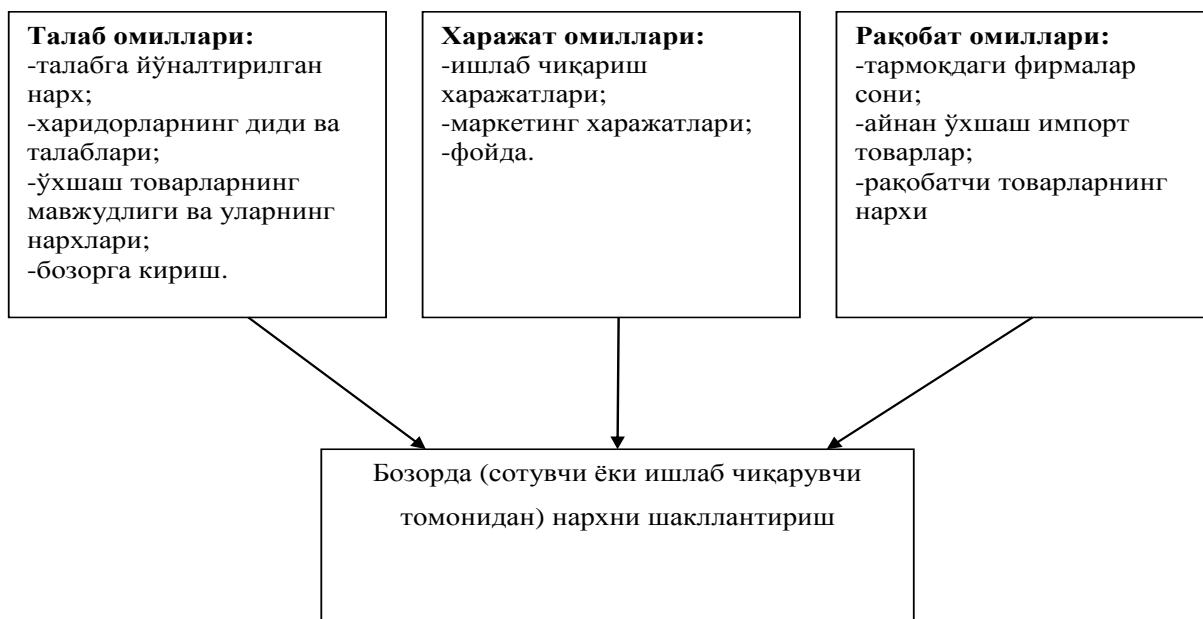 Талаб омиллари:
-талабга йўналтирилган
нарх;
-харидорларнинг диди ва
талаблари;
-ўхшаш товарларнинг
мавжудлиги ва уларнинг
нархлари;
-бозорга кириш.
Харажат омиллари:
-ишлаб чиқариш
харажатлари;
-маркетинг харажатлари;
-фойда.
Рақобат омиллари:
-тармоқдаги фирмалар
сони;
-айнан ўхшаш импорт
товарлар;
-рақобатчи товарларнинг
нархи
Бозорда (сотувчи ёки ишлаб чиқарувчи
томонидан) нархни шакллантириш